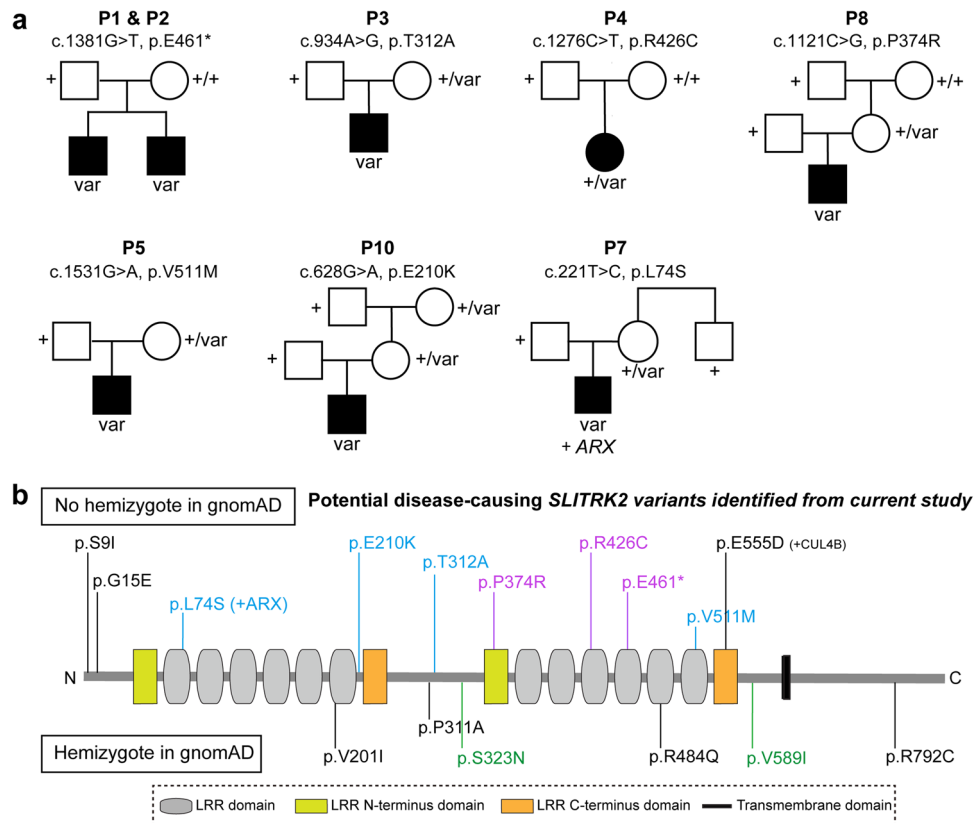 a
P1 & P2
c.1381G>T, p.E461*
+
+/+
var
var
P3
c.934A>G, p.T312A
+
+/var
var
P4
c.1276C>T, p.R426C
+
+/+
+/var
P8
c.1121C>G, p.P374R
+
+/+
+
+/var
var
P5
c.1531G>A, p.V511M
+
+/var
var
P10
c.628G>A, p.E210K
+
+/var
+
+/var
var
P7
c.221T>C, p.L74S
+
+/var
+
var
+ ARX
b
No hemizygote in gnomAD
Potential disease-causing SLITRK2 variants identified from current study
p.S9I
p.G15E
p.L74S (+ARX)
p.E210K
p.T312A
p.P374R
p.R426C
p.E461*
p.V511M
p.E555D (+CUL4B)
N
C
p.V201I
p.P311A
p.S323N
p.R484Q
p.V589I
p.R792C
Hemizygote in gnomAD
LRR domain
LRR N-terminus domain
LRR C-terminus domain
Transmembrane domain